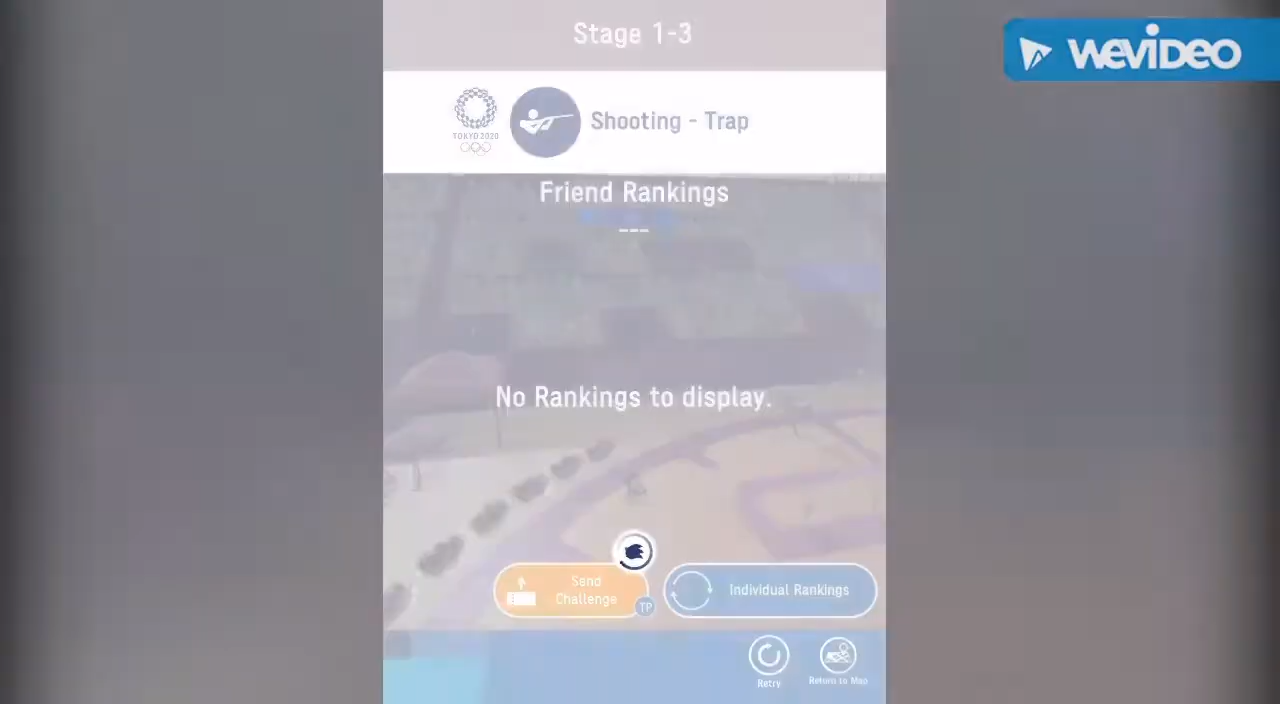 Stage 1-3
WEVIDEO
TOKYO 2020
Shooting - Trap
Friend Rankings
---
No Rankings to display.
Send
Challenge
TP
Individual Rankings
Retry
Return to Map